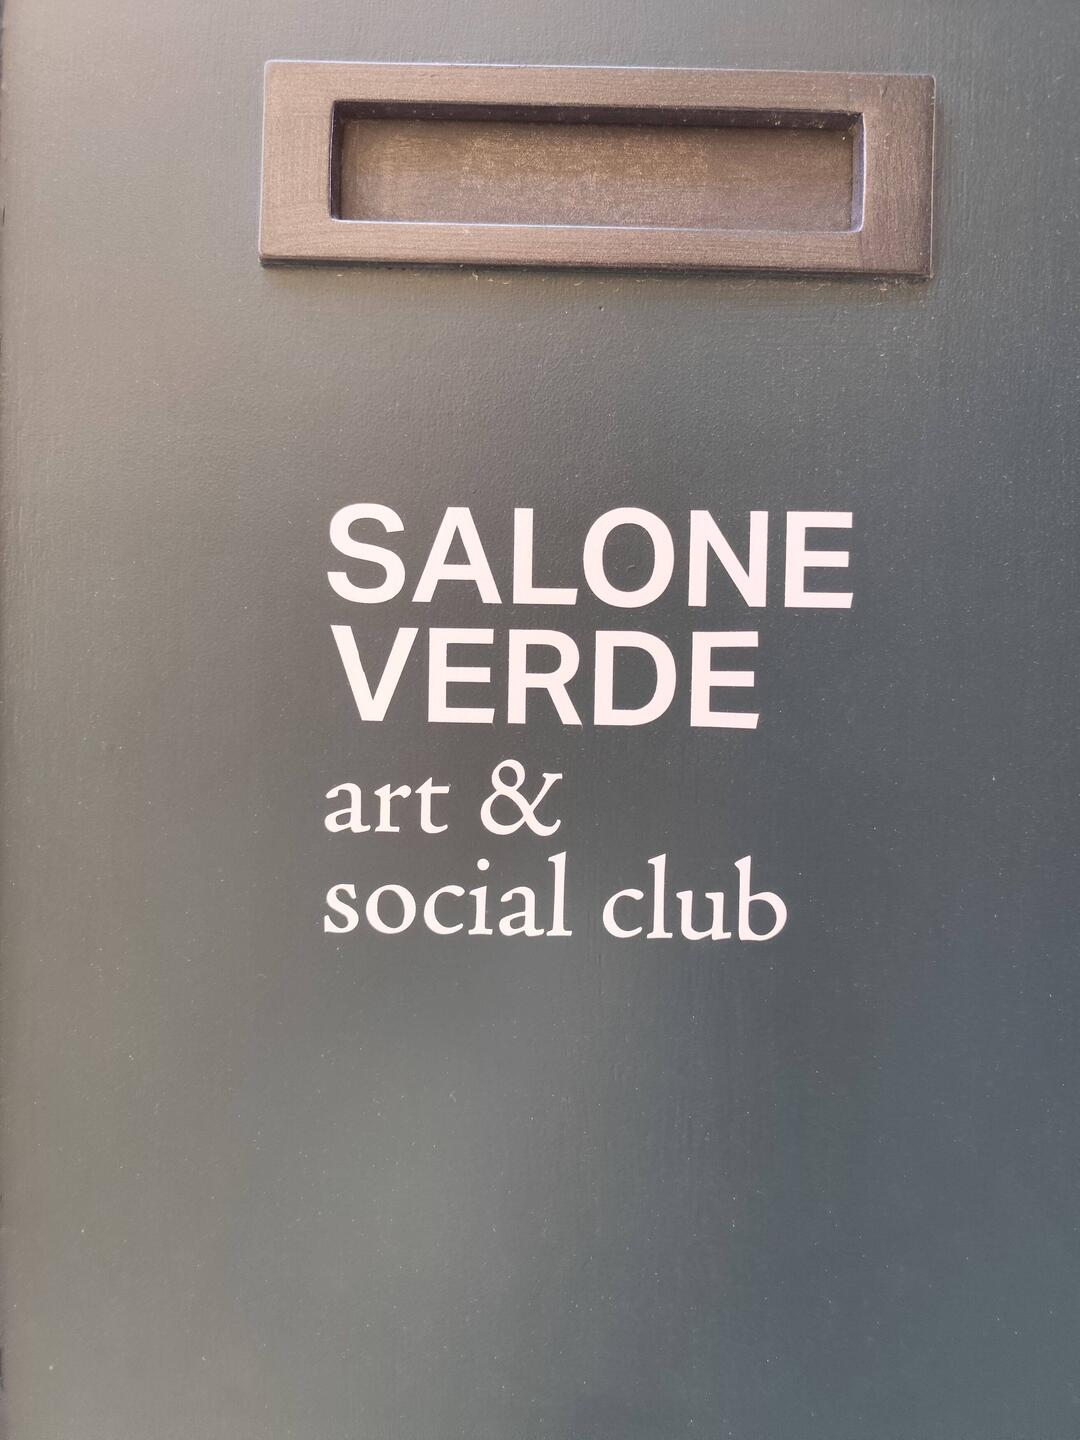 SALONE
VERDE
art &
social club